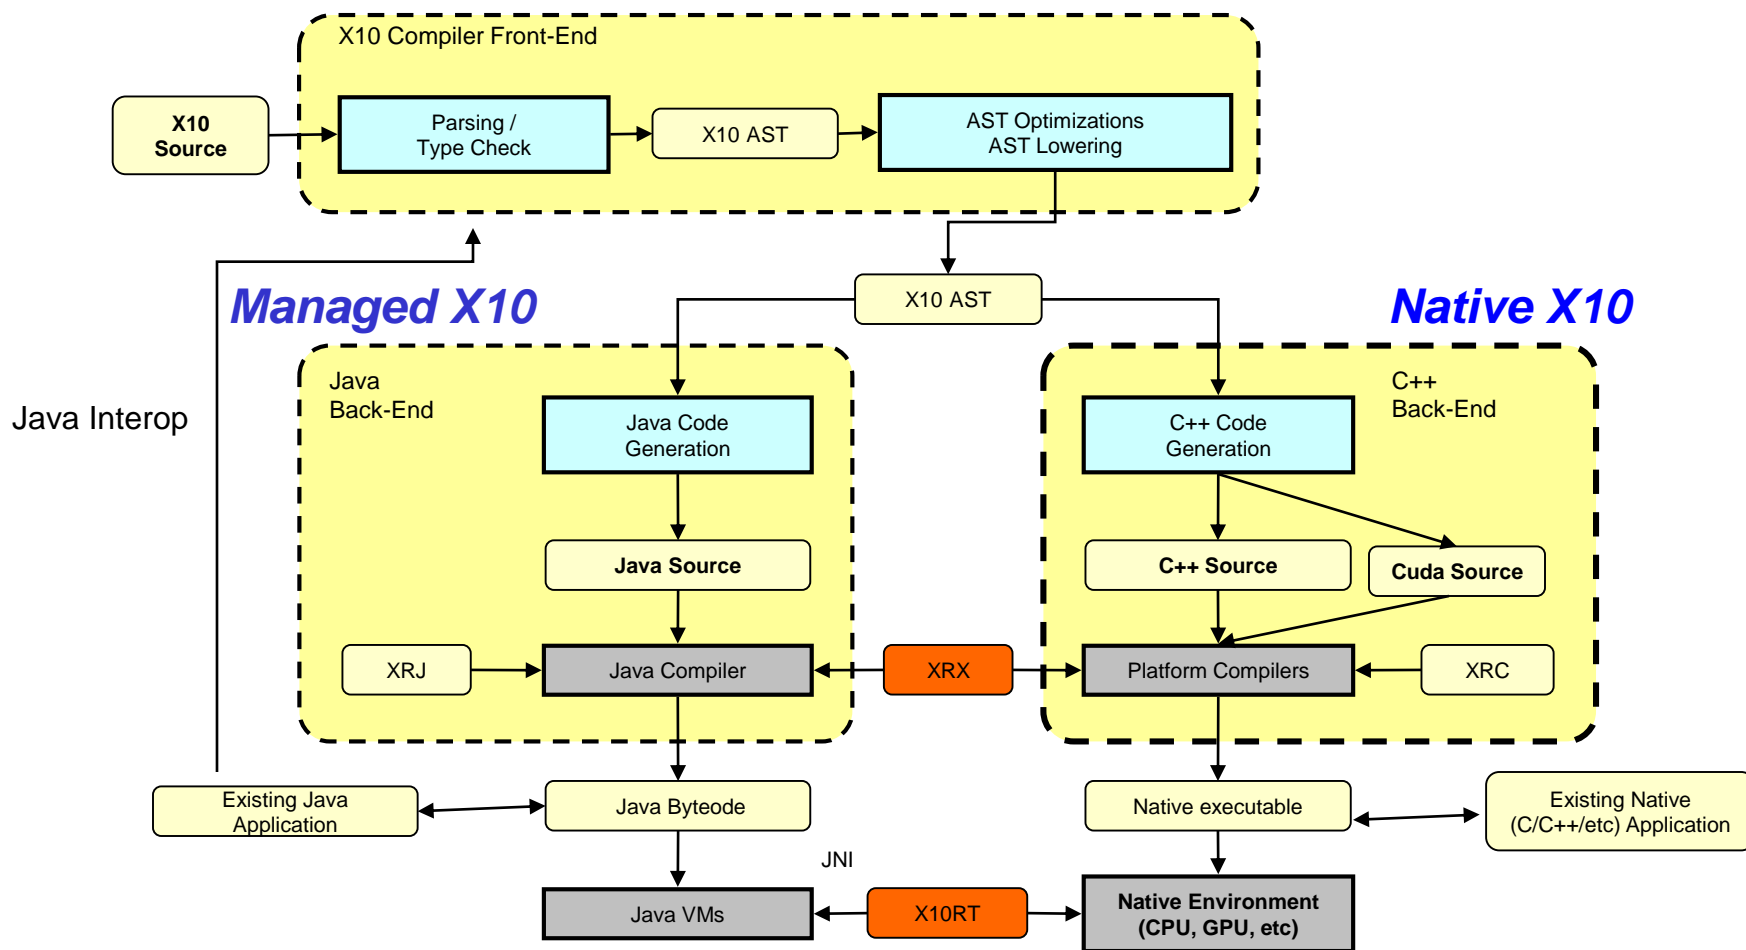 X10 Compiler Front-End
X10
Source
Parsing /
Type Check
X10 AST
AST Optimizations
AST Lowering
X10 AST
Managed X10
Native X10
Java
Back-End
C++
Back-End
Java Interop
Java Code
Generation
C++ Code
Generation
Java Source
C++ Source
Cuda Source
XRJ
Java Compiler
XRX
Platform Compilers
XRC
Existing Java
Application
Java Byteode
Native executable
Existing Native
(C/C++/etc) Application
JNI
Java VMs
X10RT
Native Environment
(CPU, GPU, etc)